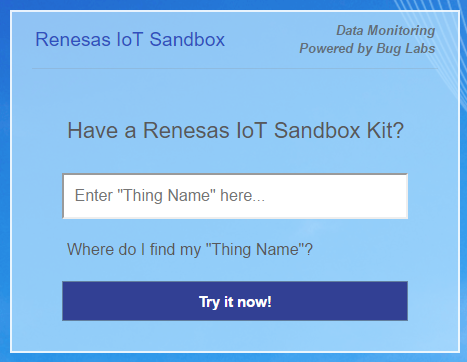 Renesas IoT Sandbox
Data Monitoring
Powered by Bug Labs
Have a Renesas IoT Sandbox Kit?
Enter "Thing Name" here...
Where do I find my "Thing Name"?
Try it now!